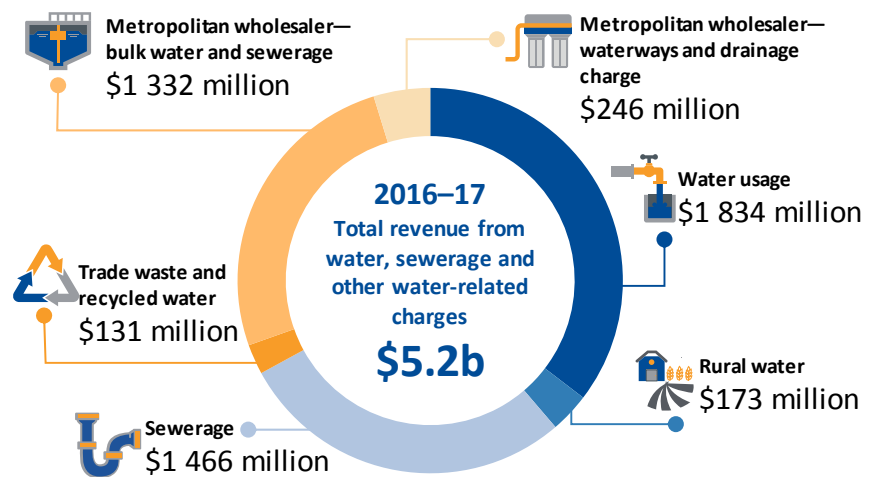 Metropolitan wholesaler—
bulk water and sewerage
$1 332 million
Metropolitan wholesaler—
waterways and drainage
charge
$246 million
Water usage
$1 834 million
2016–17
Total revenue from
water, sewerage and
other water-related
charges
$5.2b
Trade waste and
recycled water
$131 million
Rural water
$173 million
Sewerage
$1 466 million